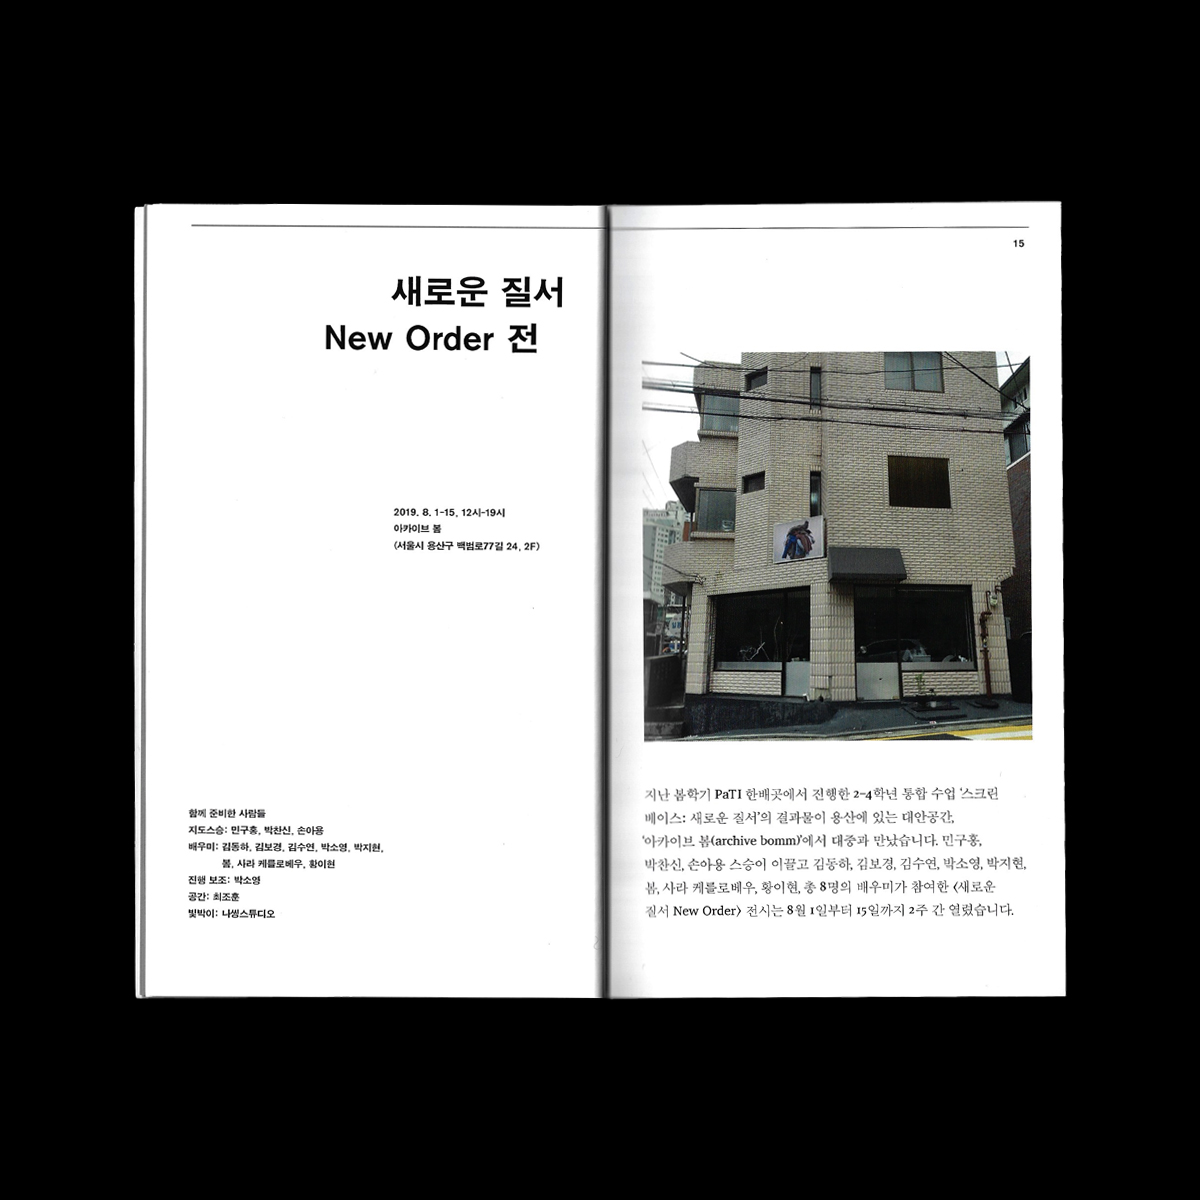 새로운 질서
New Order 전
2019. 8. 1-15, 12시-19시
아카이브 봄
(서울시 용산구 백범로77길 24, 2F)
함께 준비한 사람들
지도스승: 민구홍, 박찬신, 손아용
배우미: 김동하, 김보경, 김수연, 박소영, 박지현,
봄, 사라 케를로베우, 황이현
진행 보조: 박소영
공간: 최조훈
빛박이: 나씽스튜디오
15
지난 봄학기 PaTI 한배곳에서 진행한 2–4학년 통합 수업 ‘스크린
베이스: 새로운 질서’의 결과물이 용산에 있는 대안공간,
‘아카이브 봄(archive bomm)’에서 대중과 만났습니다. 민구홍,
박찬신, 손아용 스승이 이끌고 김동하, 김보경, 김수연, 박소영, 박지현,
봄, 사라 케를로베우, 황이현, 총 8명의 배우미가 참여한 〈새로운
질서 New Order〉 전시는 8월 1일부터 15일까지 2주 간 열렸습니다.